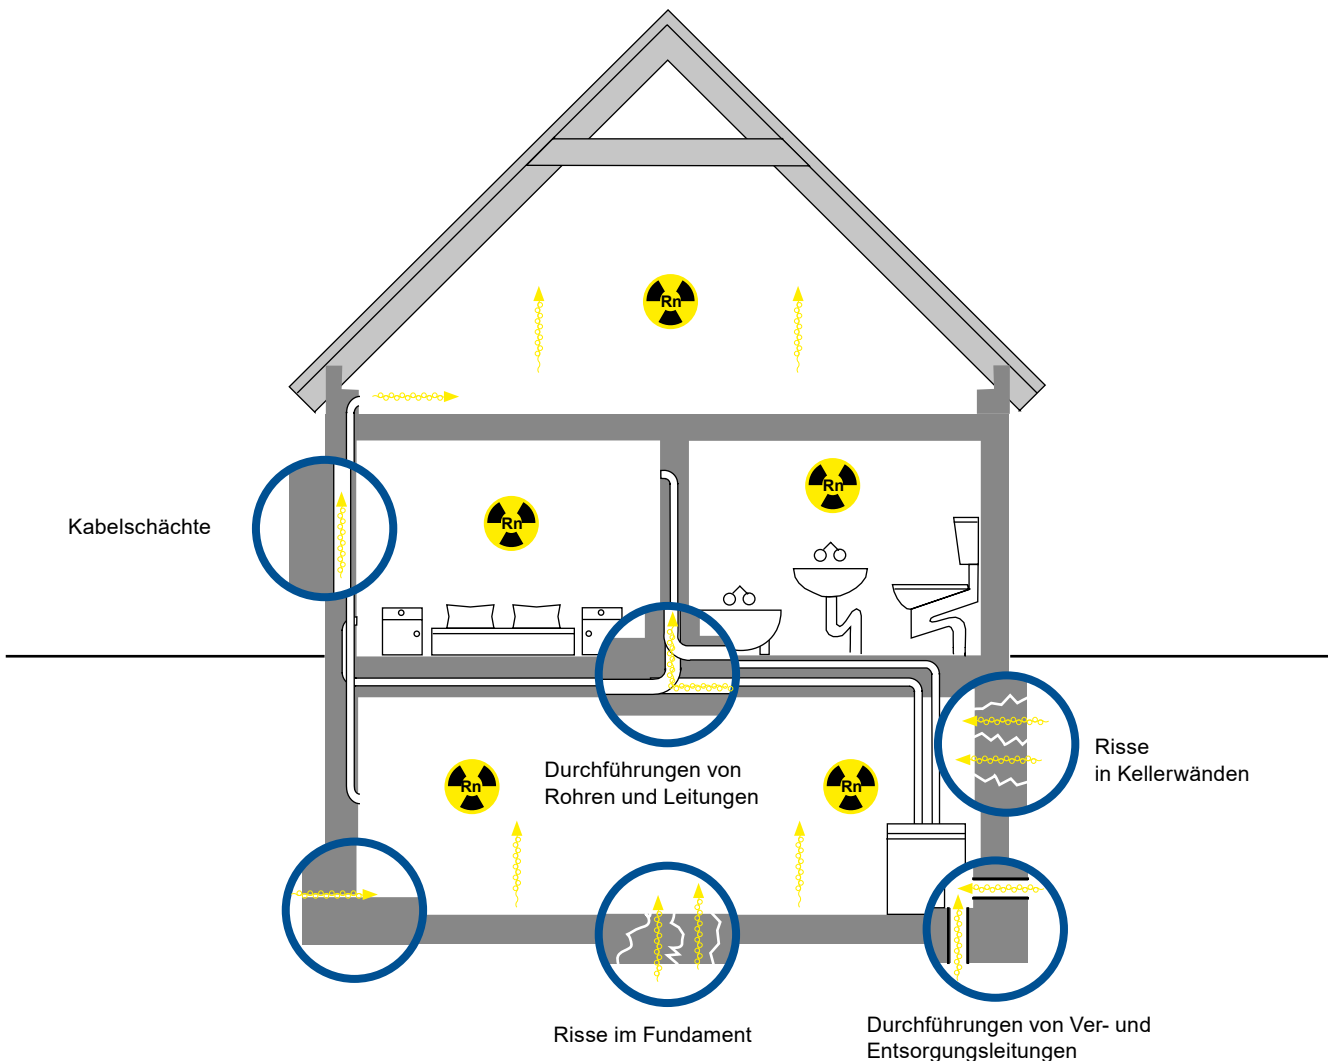 Rn
Rn
Rn
Kabelschächte
Durchführungen von
Rohren und Leitungen
Risse
in Kellerwänden
Rn
Rn
Risse im Fundament
Durchführungen von Ver- und
Entsorgungsleitungen